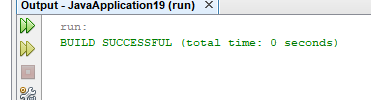 Output - JavaApplication19 (run) X
run:
BUILD SUCCESSFUL (total time: 0 seconds)